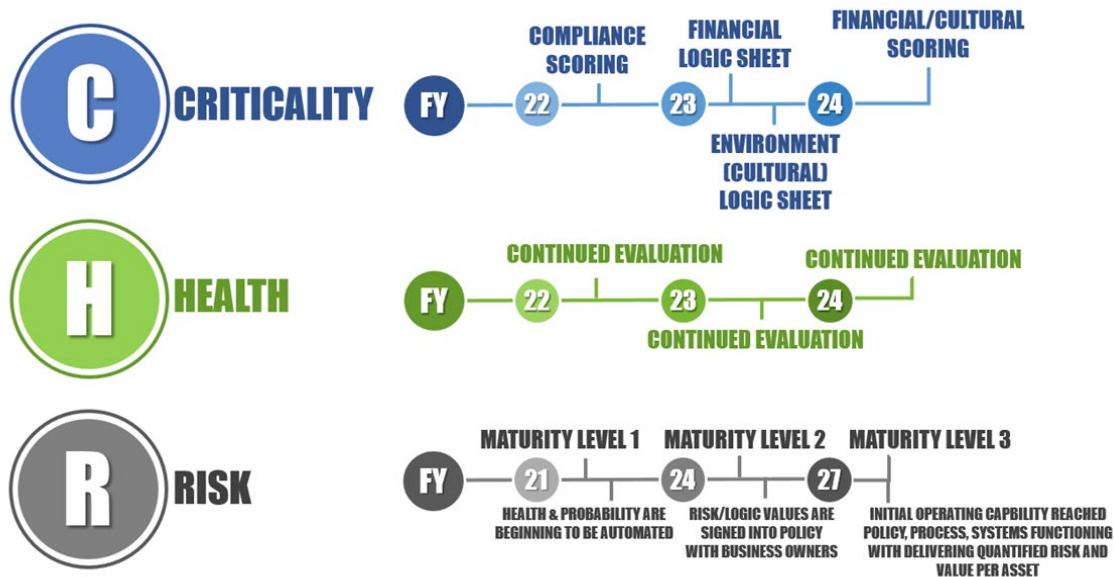 C
CRITICALITY
FY
22
COMPLIANCE
SCORING
23
FINANCIAL
LOGIC SHEET
ENVIRONMENT
(CULTURAL)
LOGIC SHEET
24
FINANCIAL/CULTURAL
SCORING
H
HEALTH
FY
22
CONTINUED EVALUATION
23
CONTINUED EVALUATION
24
CONTINUED EVALUATION
R
RISK
FY
21
MATURITY LEVEL 1
HEALTH & PROBABILITY ARE
BEGINNING TO BE AUTOMATED
24
MATURITY LEVEL 2
RISK/LOGIC VALUES ARE
SIGNED INTO POLICY
WITH BUSINESS OWNERS
27
MATURITY LEVEL 3
INITIAL OPERATING CAPBILITY REACHED
POLICY, PROCESS, SYSTEMS FUNCTIONING
WITH DELIVERING QUANTIFIED RISK AND
VALUE PER ASSET